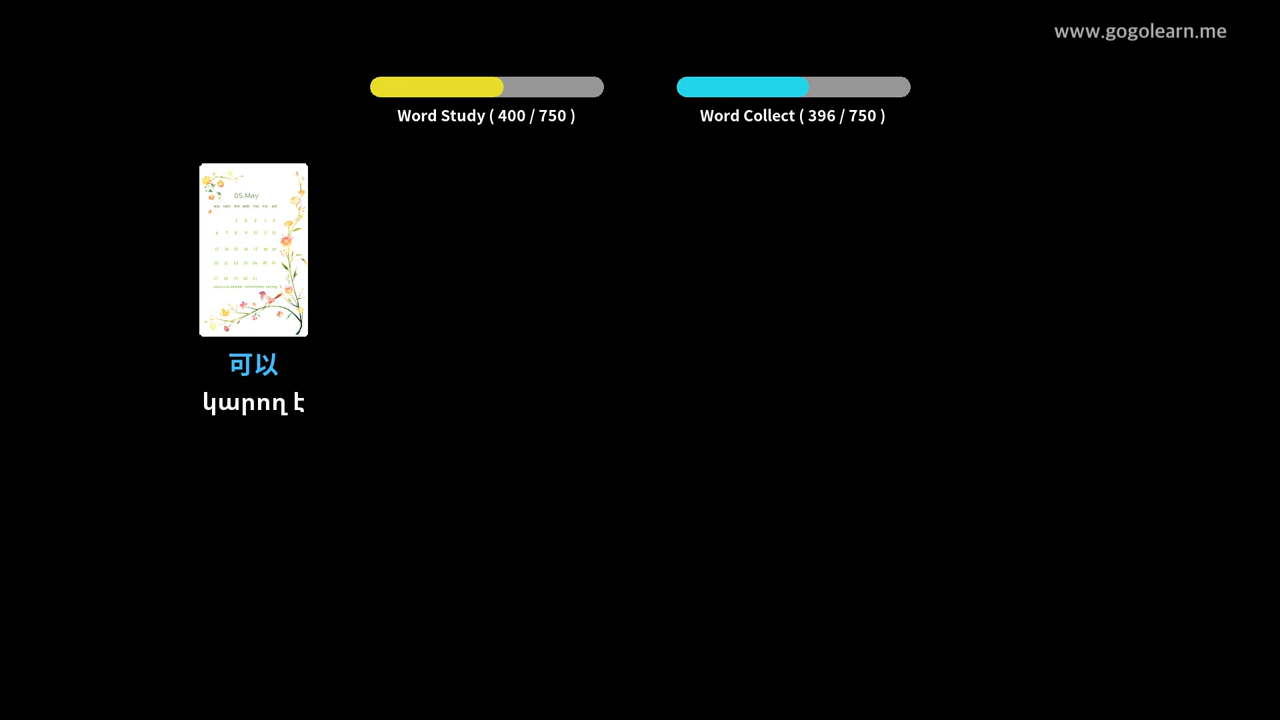 www.gogolearn.me
Word Study ( 400 / 750 )
Word Collect ( 396 / 750 )
05.May
可以
կարող է